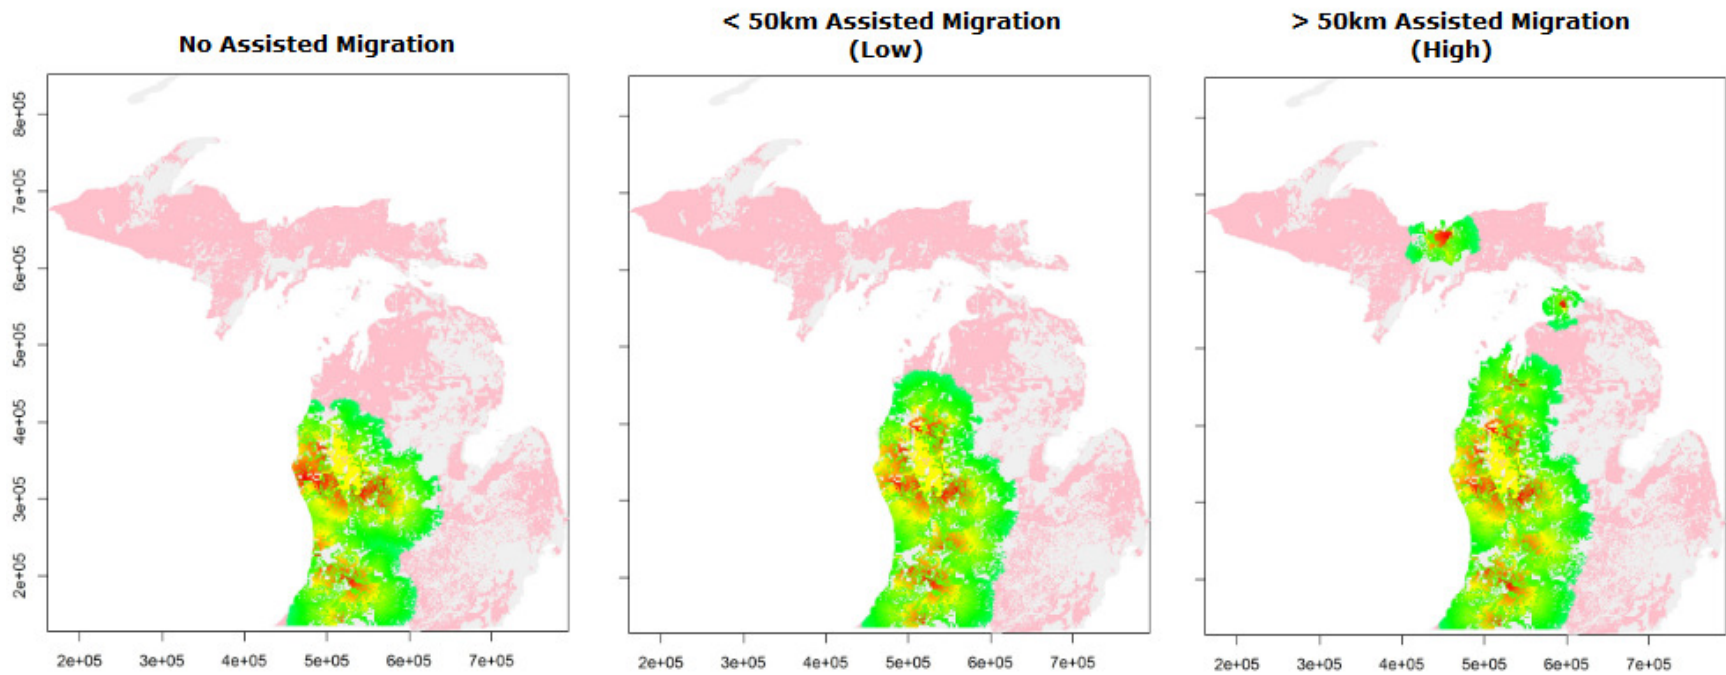 No Assisted Migration
< 50km Assisted Migration
(Low)
> 50km Assisted Migration
(High)
8e+05
7e+05
6e+05
5e+05
4e+05
3e+05
2e+05
2e+05 3e+05 4e+05 5e+05 6e+05 7e+05
2e+05 3e+05 4e+05 5e+05 6e+05 7e+05
2e+05 3e+05 4e+05 5e+05 6e+05 7e+05